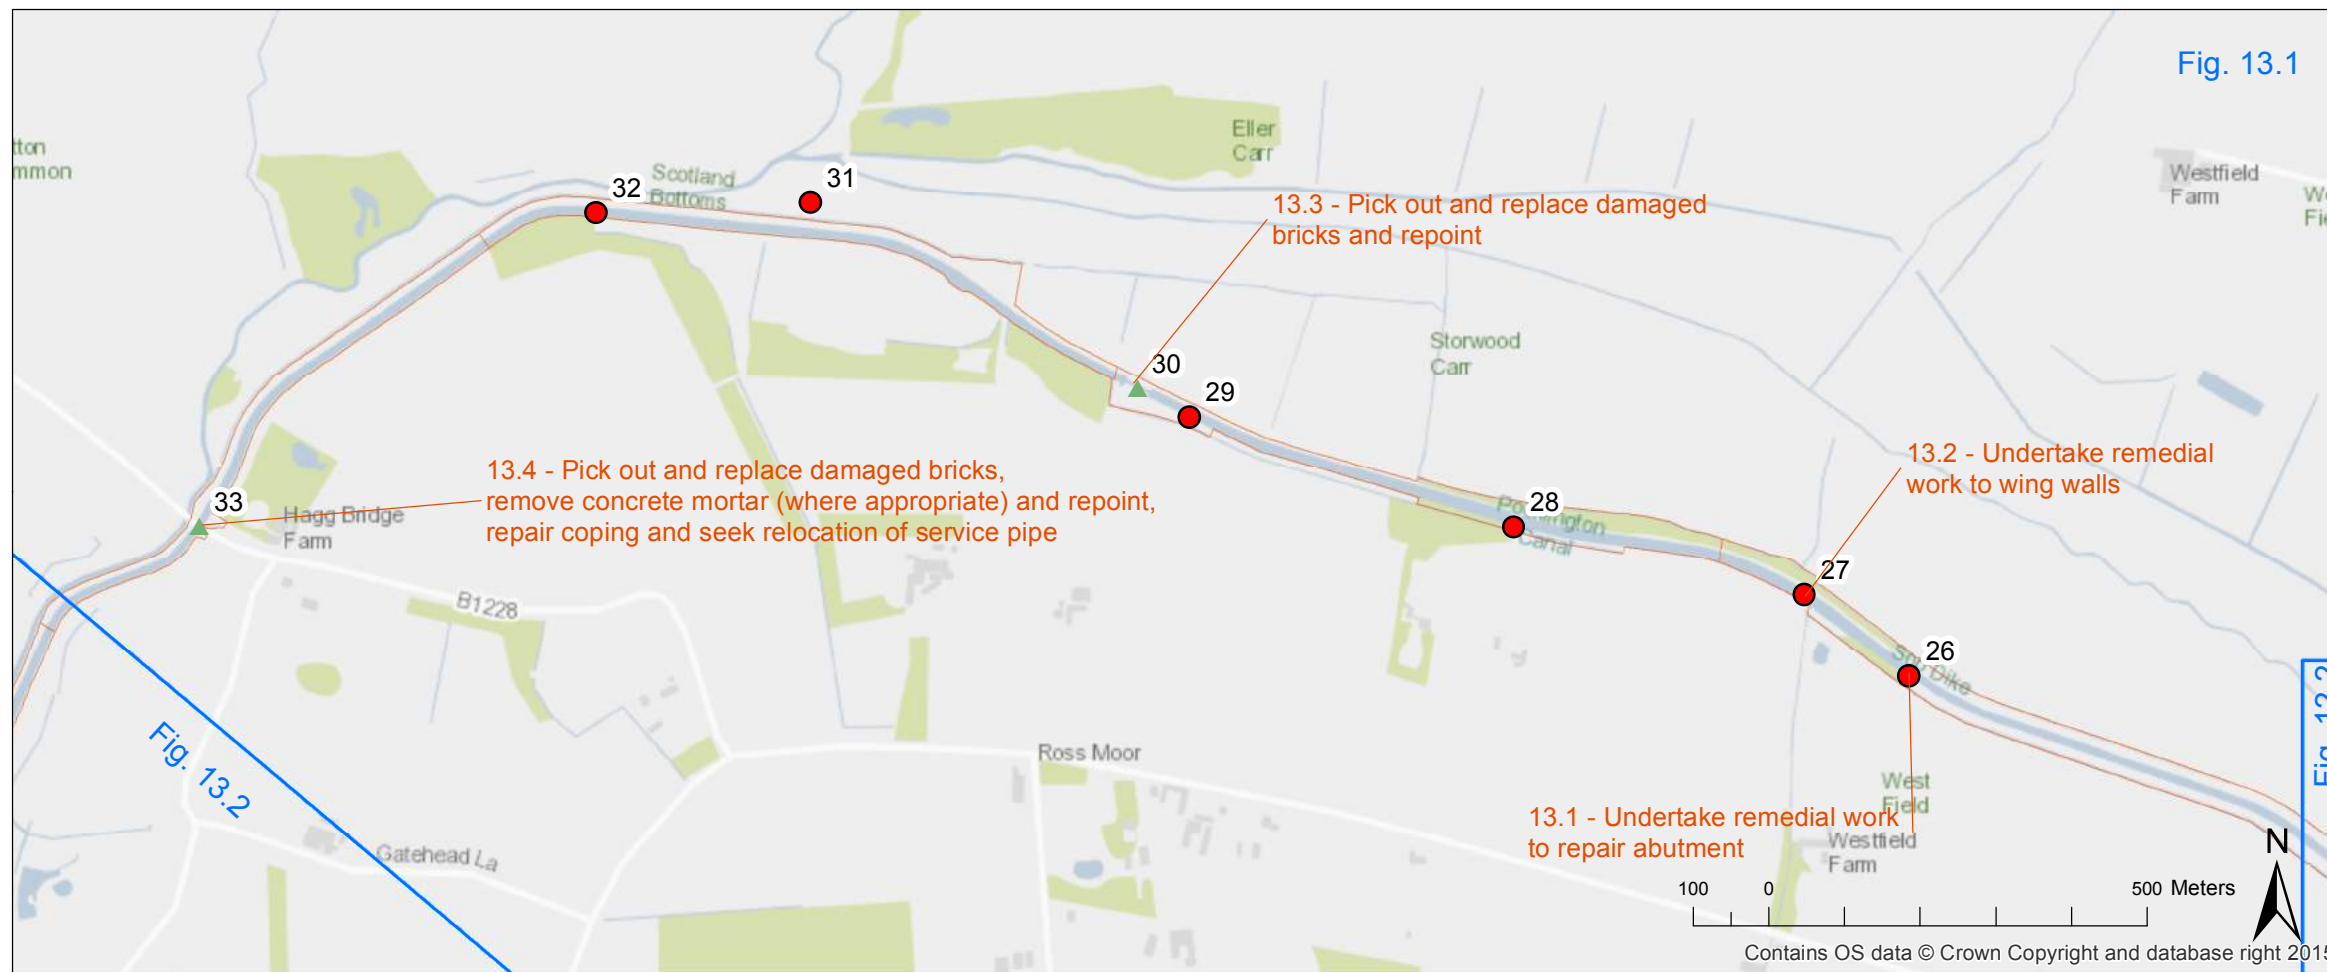 Fig. 13.1
Eller
Carr
tton
mmon
Westfield
Farm
Scotland
Bottoms
31
32
13.3 - Pick out and replace damaged
bricks and repoint
Storwood
Carr
30
29
13.2 - Undertake remedial
work to wing walls
13.4 - Pick out and replace damaged bricks,
remove concrete mortar (where appropriate) and repoint,
repair coping and seek relocation of service pipe
33
Hagg Bridge
Farm
28
Canal
27
B1228
26
Fig. 13.2
Ross Moor
West
Field
13.1 - Undertake remedial work
to repair abutment
Westfield
Farm
Gatehead La
N
100 0 500 Meters
Contains OS data © Crown Copyright and database right 2015